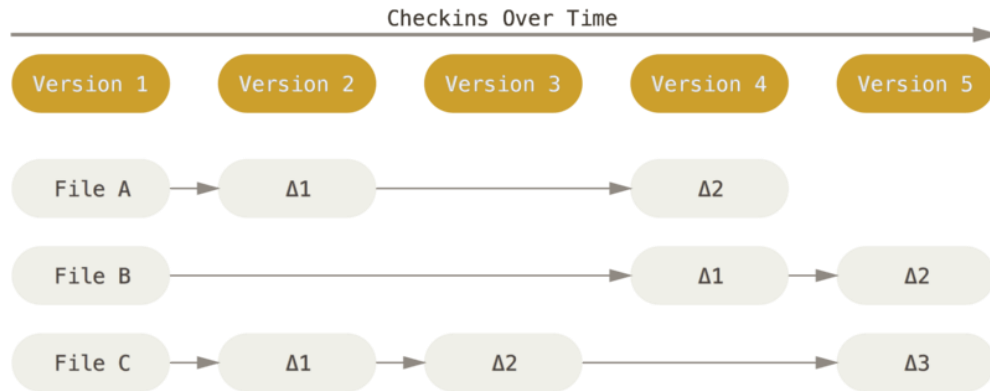 Checkins Over Time
Version 1 Version 2 Version 3 Version 4 Version 5
File A Δ1 Δ2
File B Δ1 Δ2
File C Δ1 Δ2 Δ3